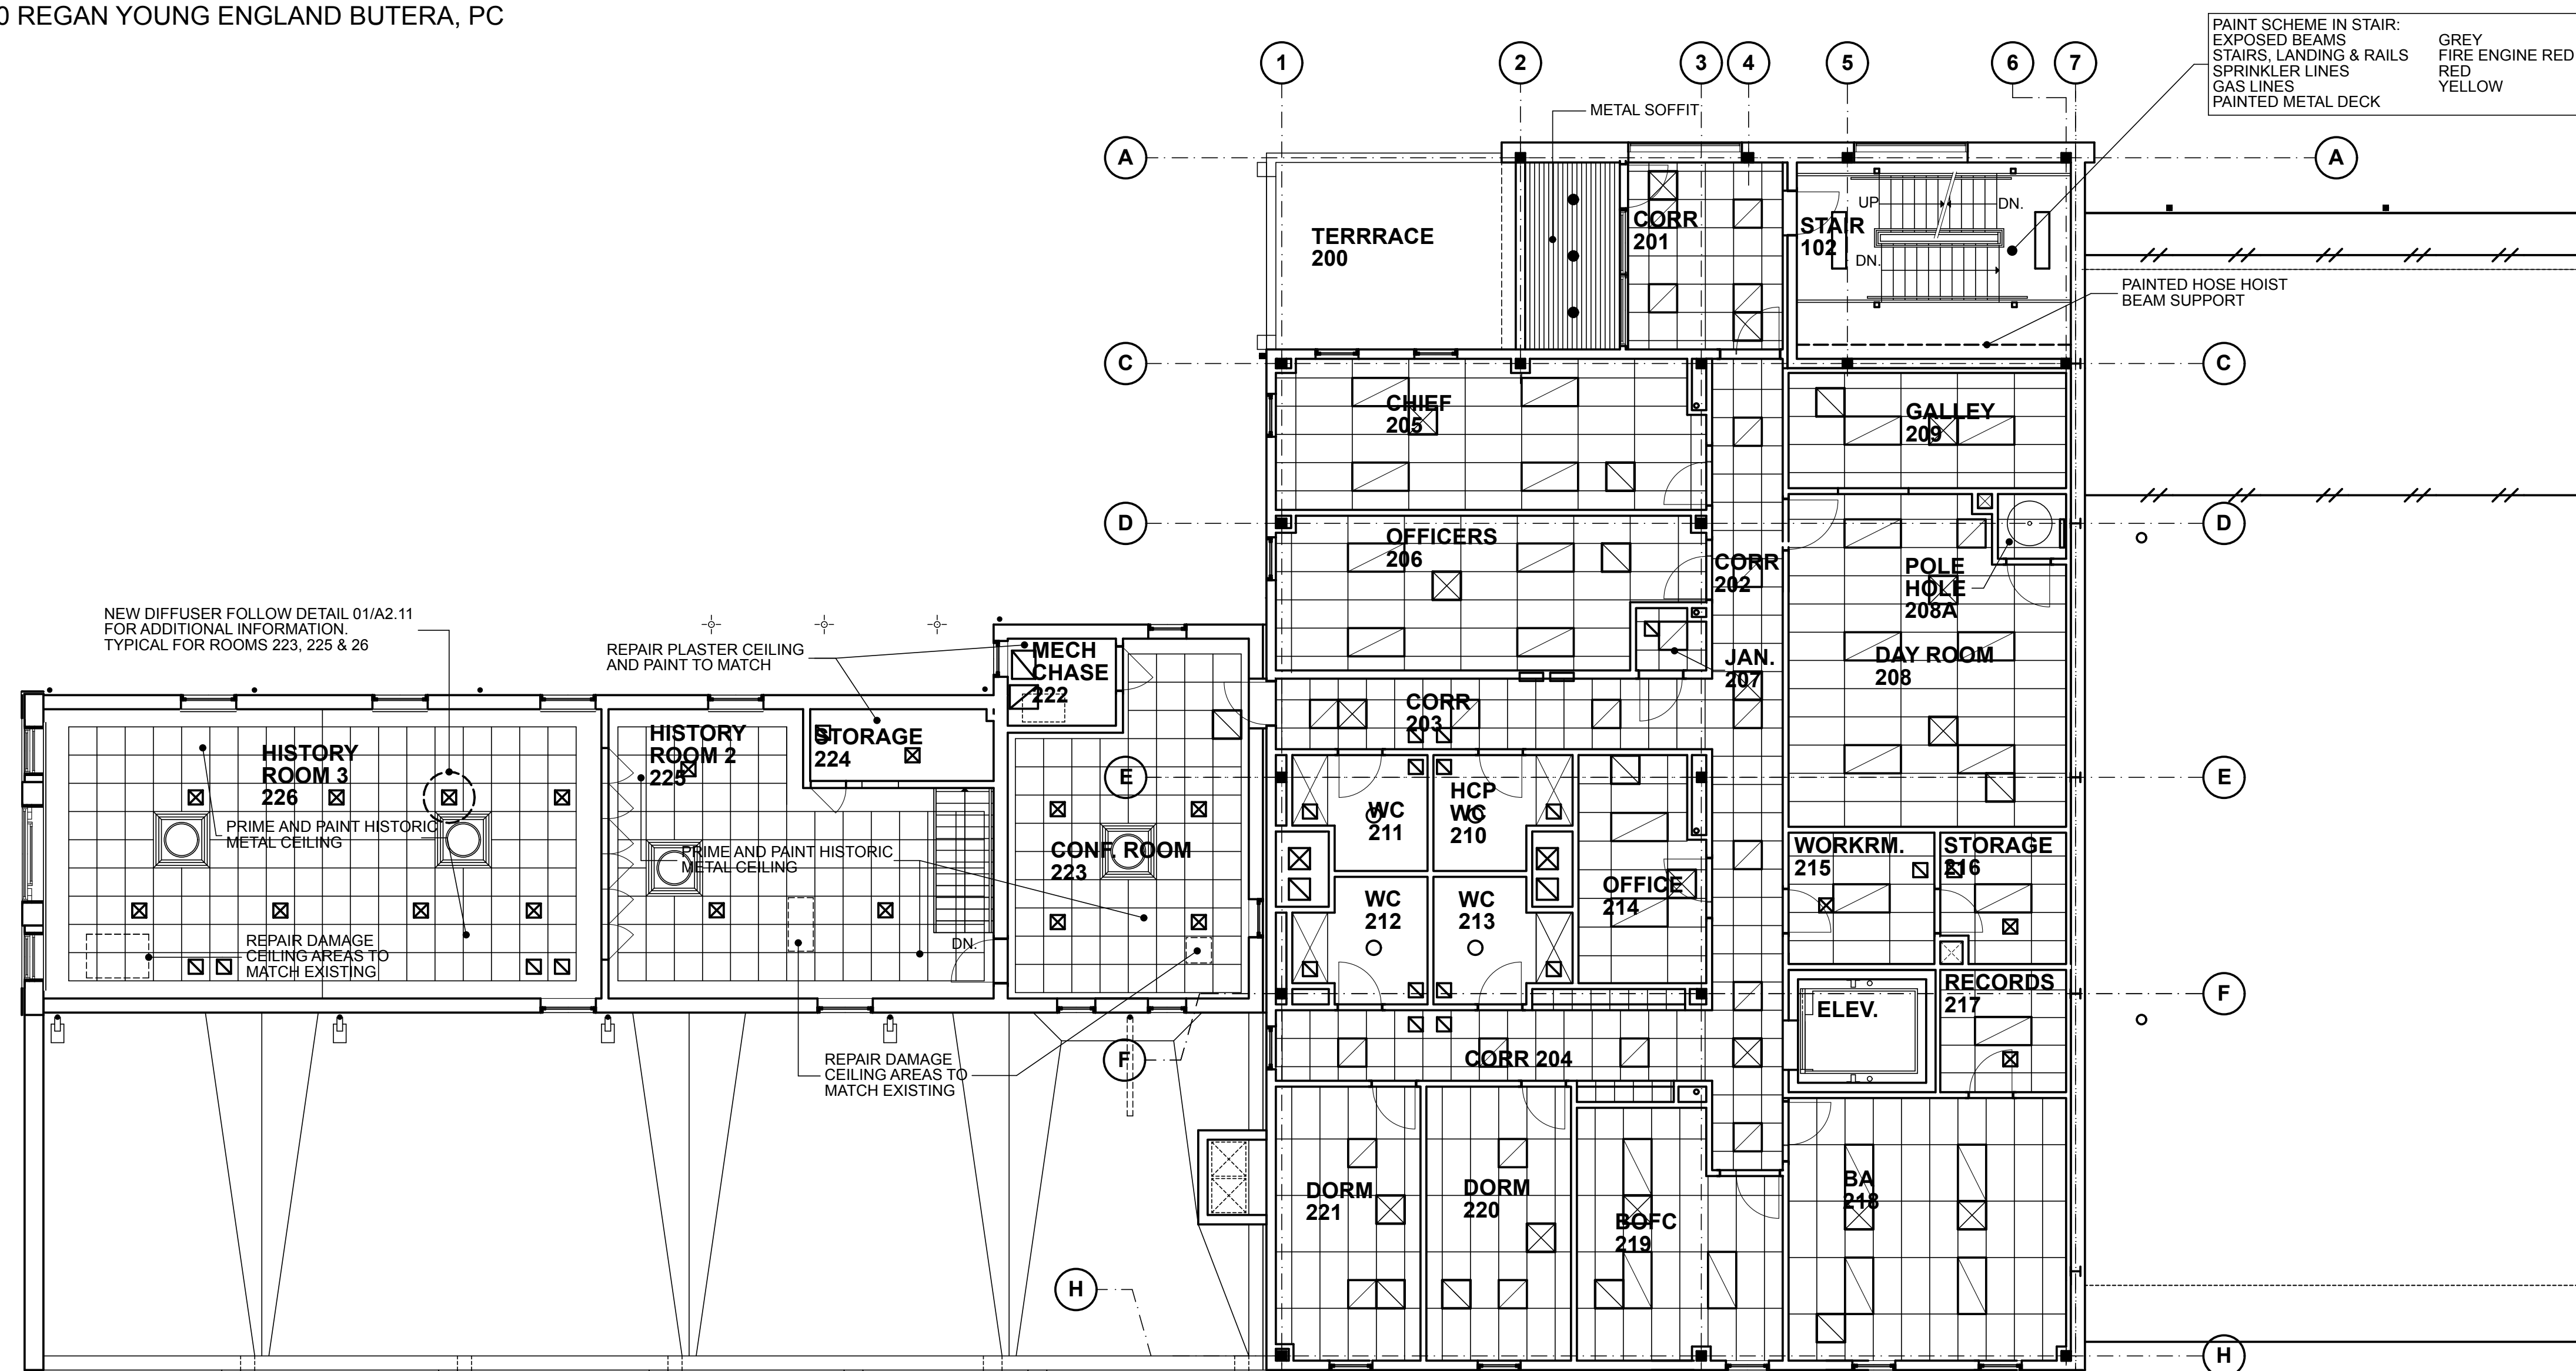 0 REGAN YOUNG ENGLAND BUTERA, PC
PAINT SCHEME IN STAIR:
EXPOSED BEAMS GREY
STAIRS, LANDING & RAILS FIRE ENGINE RED
SPRINKLER LINES RED
GAS LINES YELLOW
PAINTED METAL DECK
1 2 3 4 5 6 7
METAL SOFFIT
A A
TERRRACE
200
CORR
201
STAIR
102
UP
DN.
DN.
PAINTED HOSE HOIST
BEAM SUPPORT
C C
CHIEF
205
GALLEY
209
D D
OFFICERS
206
CORR
202
POLE
HOLE
208A
NEW DIFFUSER FOLLOW DETAIL 01/A2.11
FOR ADDITIONAL INFORMATION.
TYPICAL FOR ROOMS 223, 225 & 26
REPAIR PLASTER CEILING
AND PAINT TO MATCH
MECH
CHASE
222
JAN.
207
DAY ROOM
208
CORR
203
HISTORY
ROOM 3
226
HISTORY
ROOM 2
225
STORAGE
224
E E
PRIME AND PAINT HISTORIC
METAL CEILING
PRIME AND PAINT HISTORIC
METAL CEILING
CONF. ROOM
223
WC
211
HCP
WC
210
WORKRM.
215
STORAGE
216
OFFICE
214
WC
212
WC
213
REPAIR DAMAGE
CEILING AREAS TO
MATCH EXISTING
DN.
ELEV.
RECORDS
217
F
F
REPAIR DAMAGE
CEILING AREAS TO
MATCH EXISTING
CORR 204
DORM
221
DORM
220
BOFC
219
BA
218
H
H